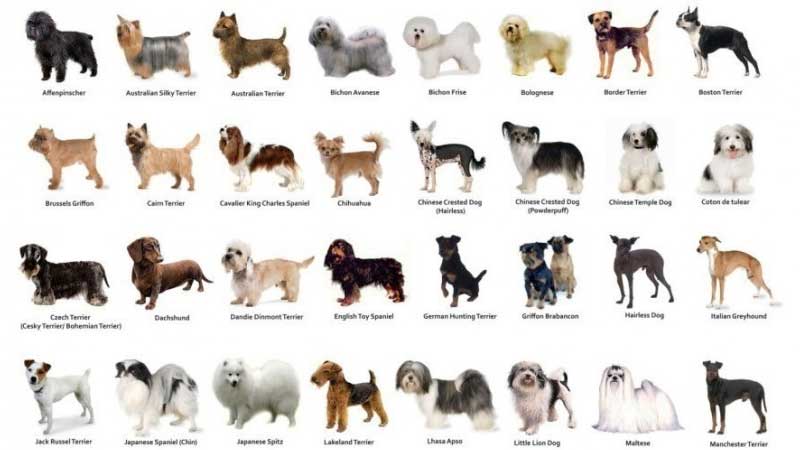 Affenpinscher
Australian Silky Terrier
Australian Terrier
Bichon Avanese
Bichon Frise
Bolognese
Border Terrier
Boston Terrier
Brussels Griffon
Cairn Terrier
Cavalier King Charles Spaniel
Chihuahua
Chinese Crested Dog
(Hairless)
Chinese Crested Dog
(Powderpuff)
Chinese Temple Dog
Coton de tulear
Czech Terrier
(Cesky Terrier/ Bohemian Terrier)
Dachshund
Dandie Dinmont Terrier
English Toy Spaniel
German Hunting Terrier
Griffon Brabancon
Hairless Dog
Italian Greyhound
Jack Russel Terrier
Japanese Spaniel (Chin)
Japanese Spitz
Lakeland Terrier
Lhasa Apso
Little Lion Dog
Maltese
Manchester Terrier